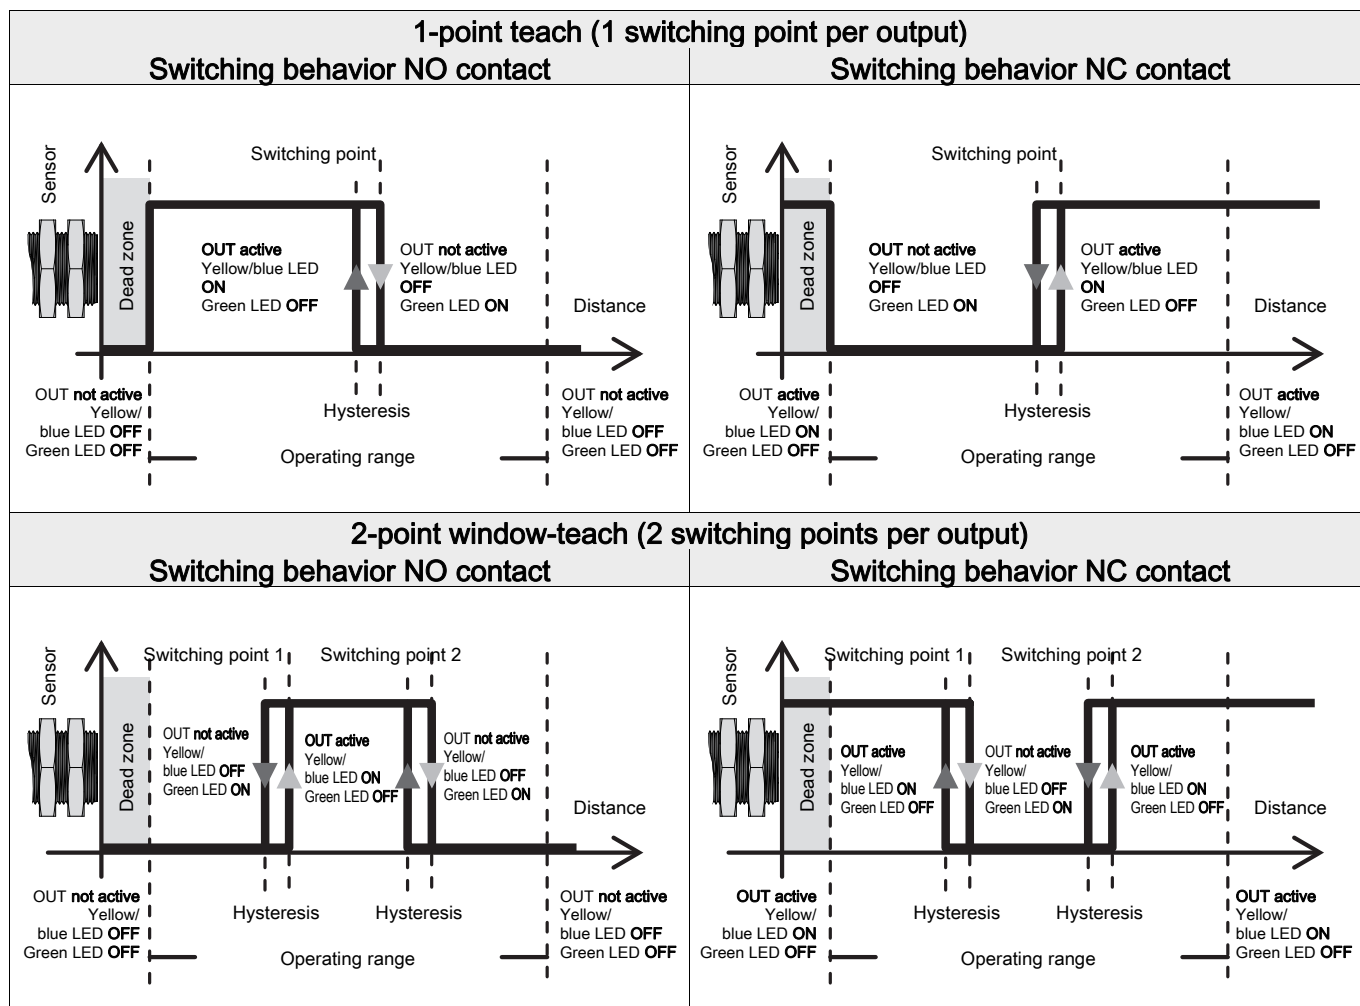 1-point teach (1 switching point per output)
Switching behavior NO contact
Switching behavior NC contact
Sensor
Switching point
Dead zone
OUT active
Yellow/blue LED
ON
Green LED OFF
OUT not active
Yellow/blue LED
OFF
Green LED ON
Distance
OUT not active
Yellow/
blue LED OFF
Green LED OFF
Hysteresis
Operating range
OUT not active
Yellow/
blue LED OFF
Green LED OFF
Sensor
Switching point
Dead zone
OUT not active
Yellow/blue LED
OFF
Green LED ON
OUT active
Yellow/blue LED
ON
Green LED OFF
Distance
OUT active
Yellow/
blue LED ON
Green LED OFF
Hysteresis
Operating range
OUT active
Yellow/
blue LED ON
Green LED OFF
2-point window-teach (2 switching points per output)
Switching behavior NO contact
Switching behavior NC contact
Sensor
Switching point 1
Switching point 2
Dead zone
OUT not active
Yellow/
blue LED OFF
Green LED ON
OUT active
Yellow/
blue LED ON
Green LED OFF
OUT not active
Yellow/
blue LED OFF
Green LED ON
Distance
OUT not active
Yellow/
blue LED OFF
Green LED OFF
Hysteresis
Hysteresis
Operating range
OUT not active
Yellow/
blue LED OFF
Green LED OFF
Sensor
Switching point 1
Switching point 2
Dead zone
OUT active
Yellow/
blue LED ON
Green LED OFF
OUT not active
Yellow/
blue LED OFF
Green LED ON
OUT active
Yellow/
blue LED ON
Green LED OFF
Distance
OUT active
Yellow/
blue LED ON
Green LED OFF
Hysteresis
Hysteresis
Operating range
OUT active
Yellow/
blue LED ON
Green LED OFF